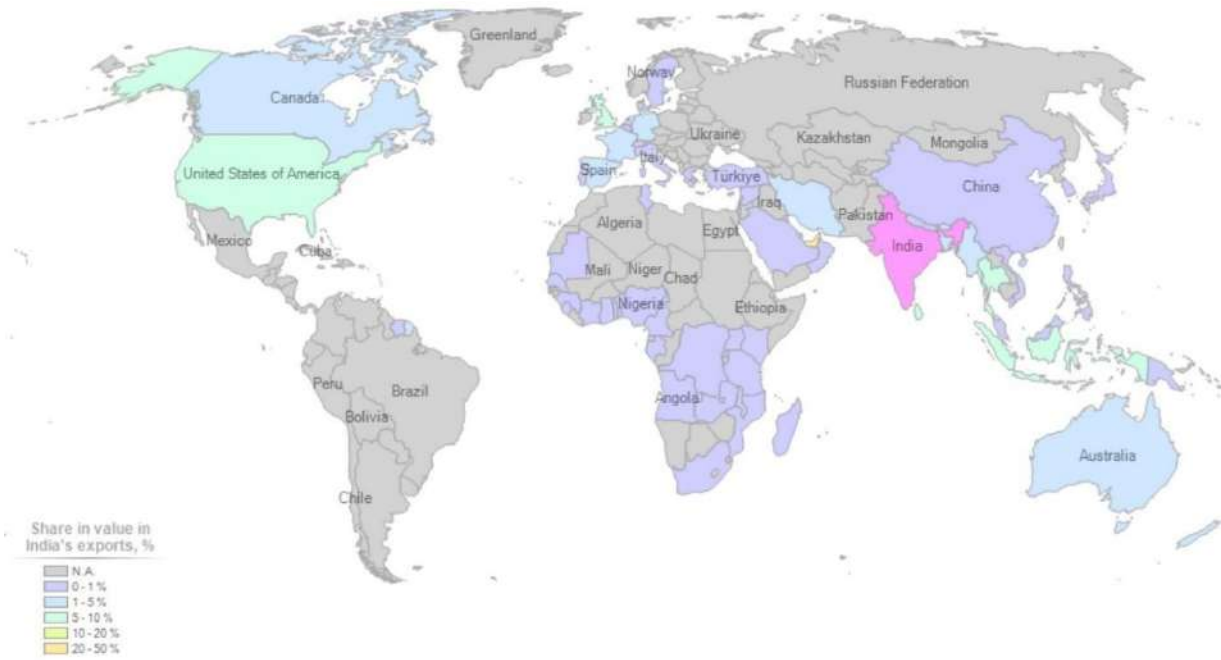 Greenland
Norway
Russian Federation
Canada
Ukraine
Kazakhstan
Mongolia
Italy
Spain
Türkiye
China
United States of America
Iraq
Pakistan
Algeria
Egypt
India
Mexico
Cuba
Mali
Niger
Chad
Nigeria
Ethiopia
Peru
Brazil
Angola
Bolivia
Australia
Chile
Share in value in
India's exports, %
N.A.
0 - 1 %
1 - 5 %
5 - 10 %
10 - 20 %
20 - 50 %